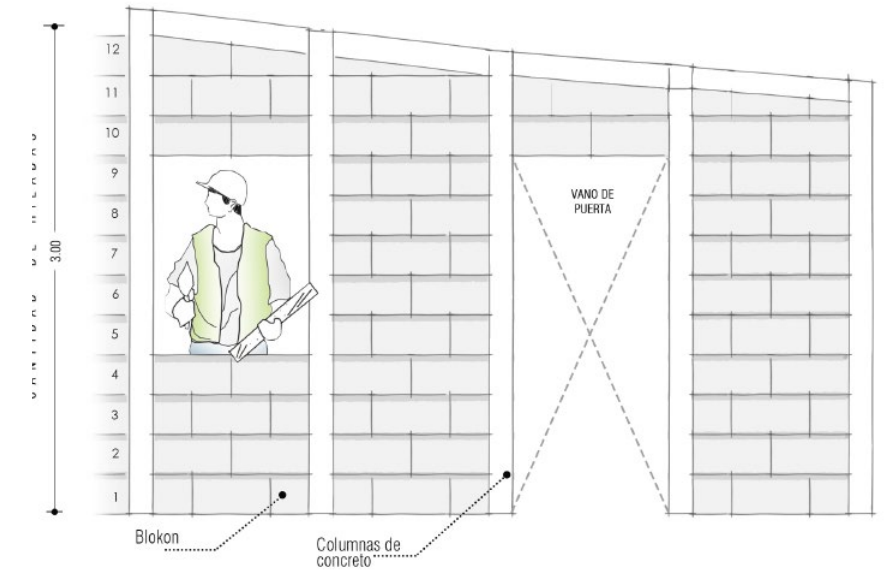 12
11
10
9
8
7
6
5
4
3
2
1
3.00
VANO DE
PUERTA
Blokon
Columnas de
concreto